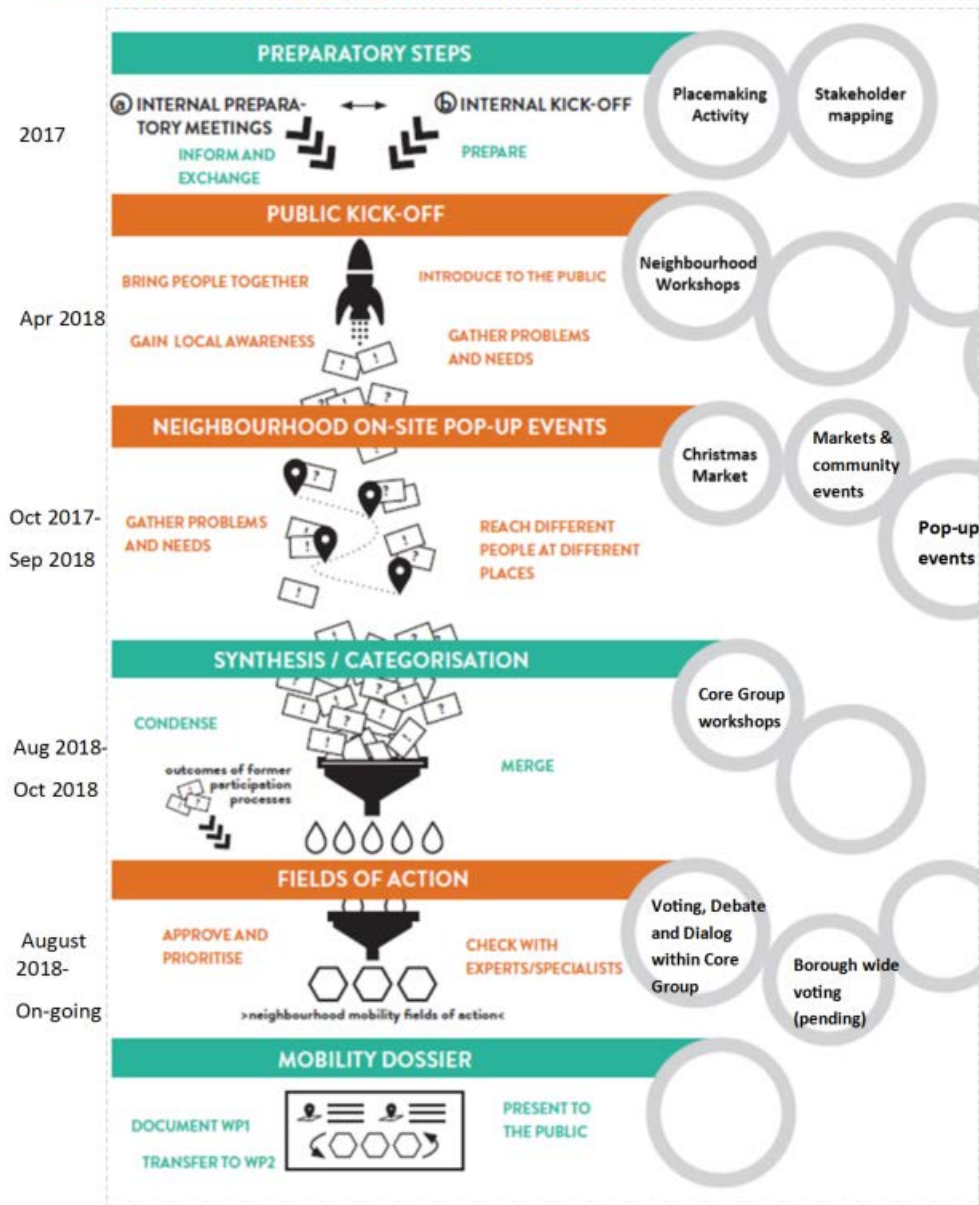 PREPARATORY STEPS
2017
ⓐ INTERNAL PREPARA-
TORY MEETINGS
INFORM AND
EXCHANGE
ⓑ INTERNAL KICK-OFF
PREPARE
Placemaking
Activity
Stakeholder
mapping
PUBLIC KICK-OFF
Apr 2018
BRING PEOPLE TOGETHER
INTRODUCE TO THE PUBLIC
GAIN LOCAL AWARENESS
GATHER PROBLEMS
AND NEEDS
! !
? ! ?
Neighbourhood
Workshops
NEIGHBOURHOOD ON-SITE POP-UP EVENTS
Oct 2017-
Sep 2018
GATHER PROBLEMS
AND NEEDS
REACH DIFFERENT
PEOPLE AT DIFFERENT
PLACES
Christmas
Market
Markets &
community
events
Pop-up
events
SYNTHESIS / CATEGORISATION
Aug 2018-
Oct 2018
CONDENSE
outcomes of former
participation
processes
MERGE
Core Group
workshops
FIELDS OF ACTION
August
2018-
On-going
APPROVE AND
PRIORITISE
CHECK WITH
EXPERTS/SPECIALISTS
>neighbourhood mobility fields of action<
Voting, Debate
and Dialog
within Core
Group
Borough wide
voting
(pending)
MOBILITY DOSSIER
DOCUMENT WP1
TRANSFER TO WP2
PRESENT TO
THE PUBLIC